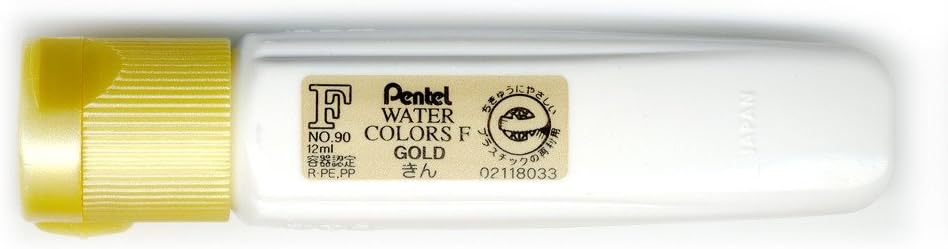 F
NO.90
12ml
容器認定
R-PE,PP
Pentel
WATER
COLORS F
GOLD
きん
ちきゅうにやさしい
e
プラスチックの再利用
02118033
JAPAN